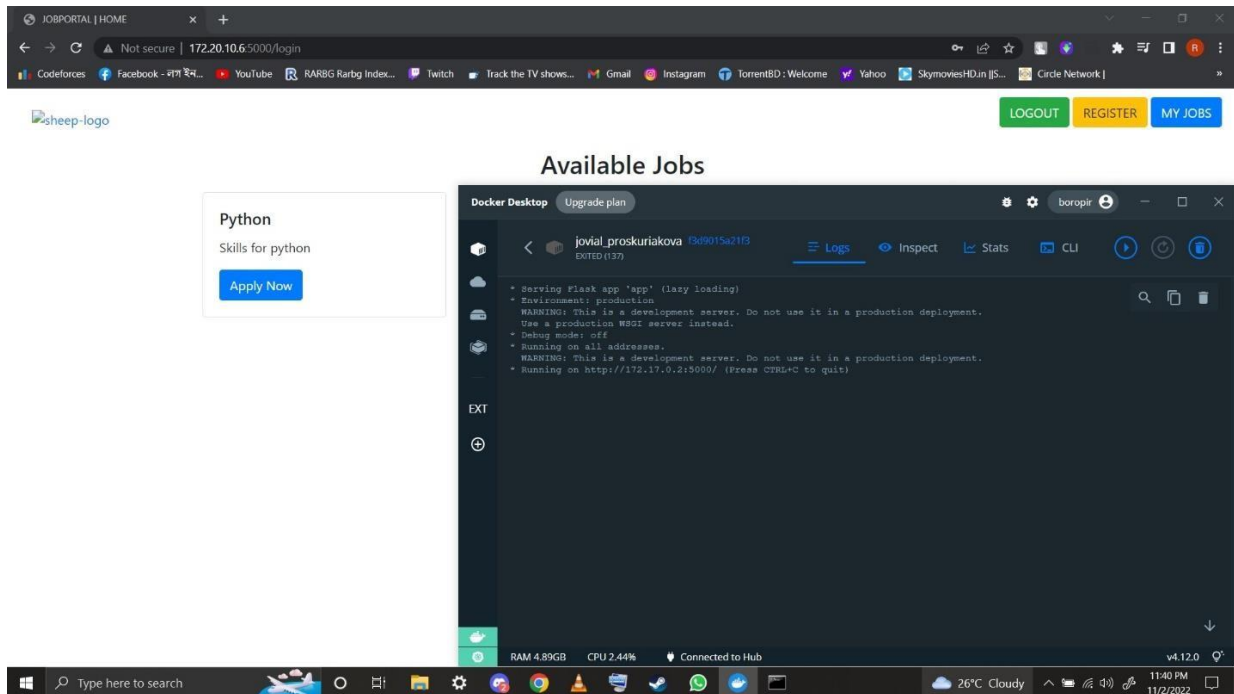 JOBPORTAL | HOME
Not secure | 172.20.10.6:5000/login
Codeforces Facebook - লগ ইন... YouTube RARBG Rarbg Index... Twitch Track the TV shows... Gmail Instagram TorrentBD : Welcome Yahoo SkymoviesHD.in ||S... Circle Network | »
sheep-logo
LOGOUT REGISTER MY JOBS
Available Jobs
Python
Skills for python
Apply Now
Docker Desktop Upgrade plan boropir
jovial_proskuriakova f3d9015a21f3
EXITED (137)
Logs Inspect Stats CLI
* Serving Flask app 'app' (lazy loading)
* Environment: production
WARNING: This is a development server. Do not use it in a production deployment.
Use a production WSGI server instead.
* Debug mode: off
* Running on all addresses.
WARNING: This is a development server. Do not use it in a production deployment.
* Running on http://172.17.0.2:5000/ (Press CTRL+C to quit)
EXT
RAM 4.89GB CPU 2.44% Connected to Hub v4.12.0
Type here to search
26°C Cloudy
11:40 PM
11/2/2022